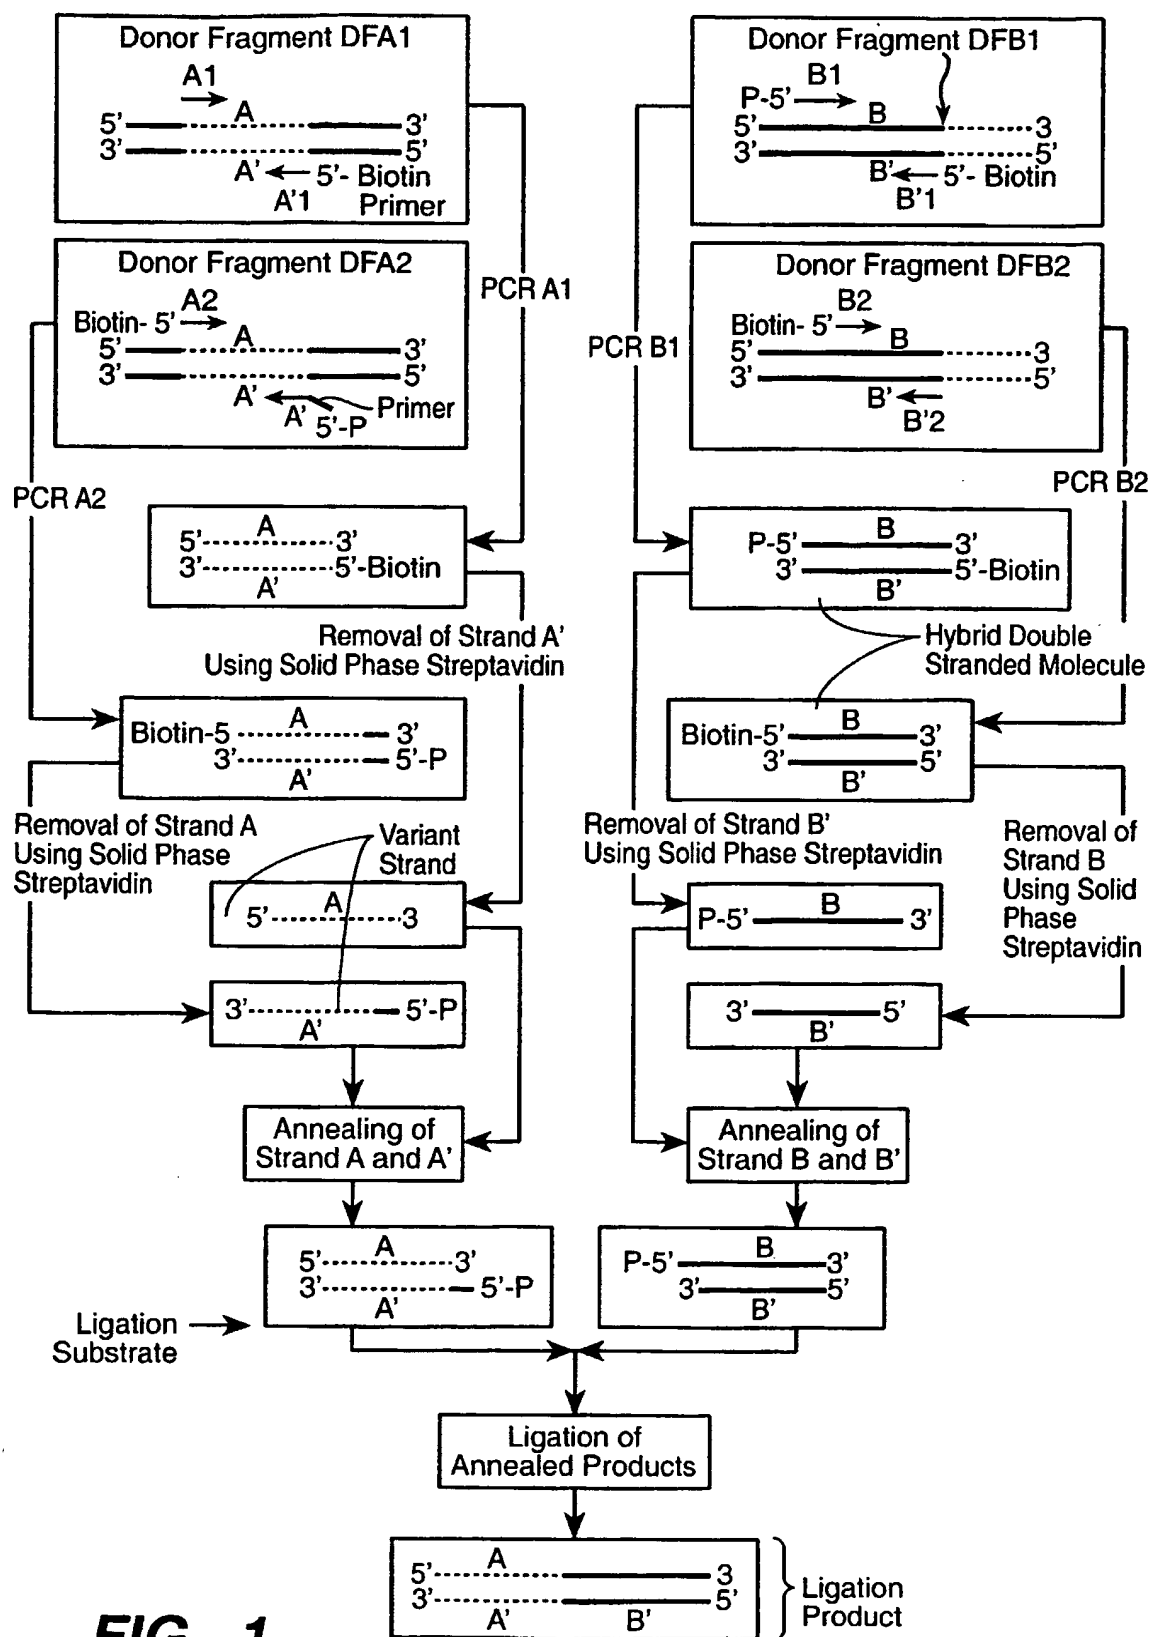 Donor Fragment DFA1
A1
A
5' 3'
3' 5'
A' 5'- Biotin
A'1 Primer
Donor Fragment DFB1
B1
P-5'
B
5' 3
3' 5'
B' 5'- Biotin
B'1
Donor Fragment DFA2
A2
Biotin- 5'
A
5' 3'
3' 5'
A'
A' Primer
5'-P
PCR A1
Donor Fragment DFB2
B2
Biotin- 5'
B
5' 3
3' 5'
B'
B'2
PCR B1
PCR A2
PCR B2
A
5' 3'
3' 5'-Biotin
A'
B
P-5' 3'
3' 5'-Biotin
B'
Removal of Strand A'
Using Solid Phase Streptavidin
Hybrid Double
Stranded Molecule
A
Biotin-5 3'
3' 5'-P
A'
B
Biotin-5' 3'
3' 5'
B'
Removal of Strand A
Using Solid Phase
Streptavidin
Variant
Strand
Removal of Strand B'
Using Solid Phase Streptavidin
Removal of
Strand B
Using Solid
Phase
Streptavidin
A
5' 3
B
P-5' 3'
3' 5'-P
A'
3' 5'
B'
Annealing of
Strand A and A'
Annealing of
Strand B and B'
A
5' 3'
3' 5'-P
A'
B
P-5' 3'
3' 5'
B'
Ligation
Substrate
Ligation of
Annealed Products
A
5' 3
3' 5'
A' B'
Ligation
Product
FIG._1